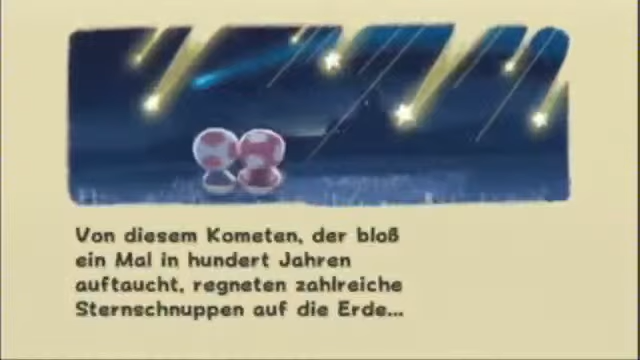 Von diesem Kometen, der bloß
ein Mal in hundert Jahren
auftaucht, regneten zahlreiche
Sternschnuppen auf die Erde...